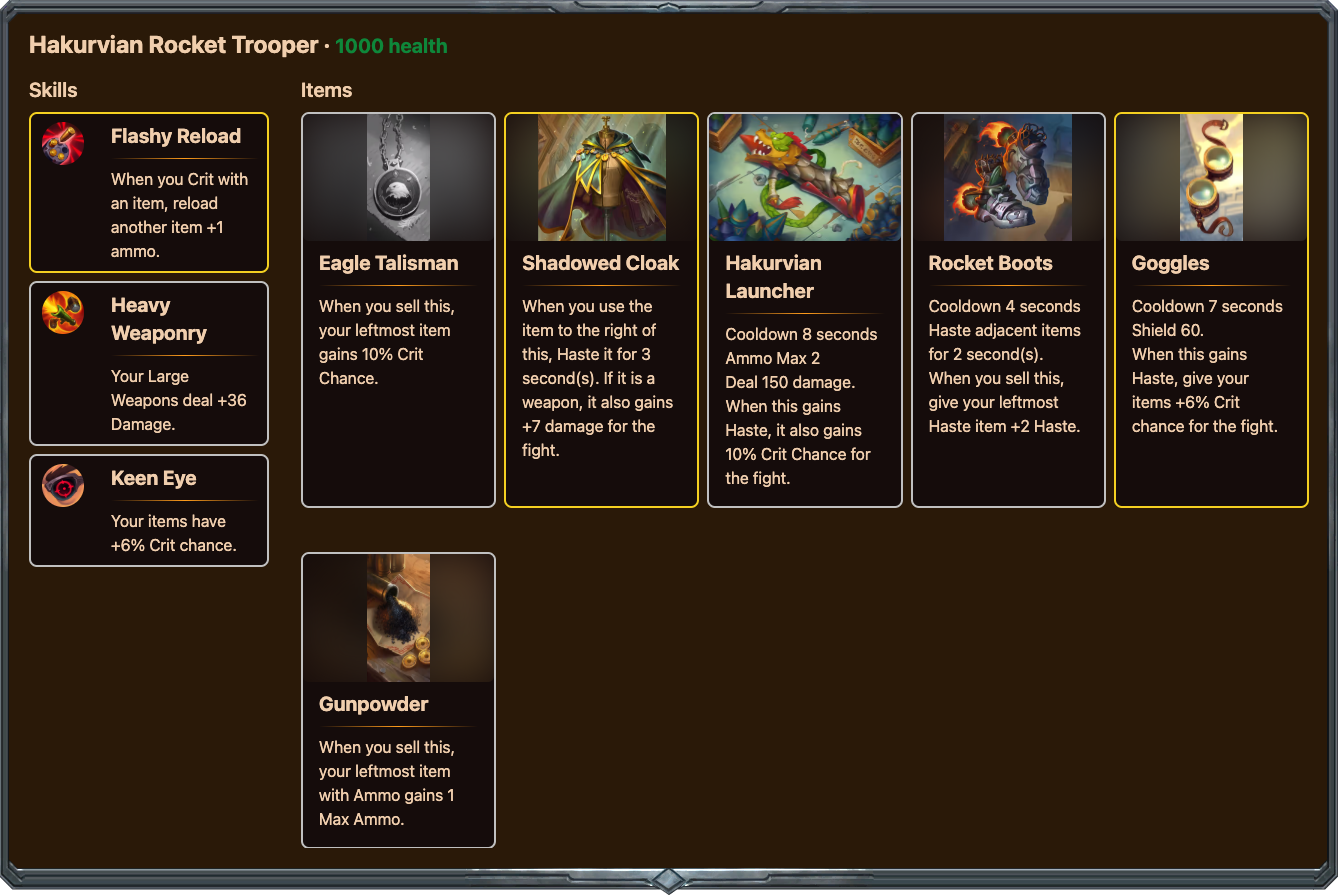 Hakurvian Rocket Trooper · 1000 health
Skills
Flashy Reload
When you Crit with
an item, reload
another item +1
ammo.
Heavy
Weaponry
Your Large
Weapons deal +36
Damage.
Keen Eye
Your items have
+6% Crit chance.
Items
Eagle Talisman
When you sell this,
your leftmost item
gains 10% Crit
Chance.
Shadowed Cloak
When you use the
item to the right of
this, Haste it for 3
second(s). If it is a
weapon, it also gains
+7 damage for the
fight.
Hakurvian
Launcher
Cooldown 8 seconds
Ammo Max 2
Deal 150 damage.
When this gains
Haste, it also gains
10% Crit Chance for
the fight.
Rocket Boots
Cooldown 4 seconds
Haste adjacent items
for 2 second(s).
When you sell this,
give your leftmost
Haste item +2 Haste.
Goggles
Cooldown 7 seconds
Shield 60.
When this gains
Haste, give your
items +6% Crit
chance for the fight.
Gunpowder
When you sell this,
your leftmost item
with Ammo gains 1
Max Ammo.